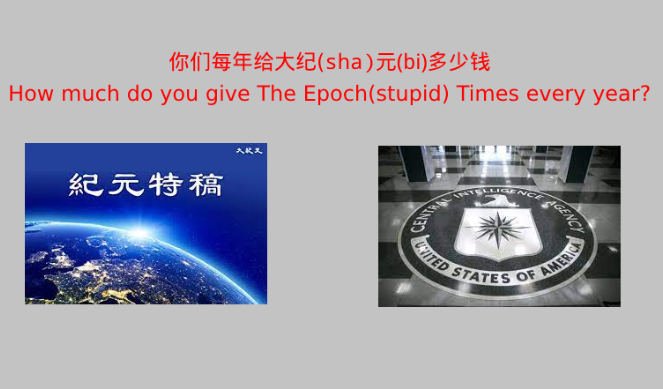 你们每年给大纪(sha)元(bi)多少钱
How much do you give The Epoch(stupid) Times every year?
大紀元
紀元特稿
CENTRAL INTELLIGENCE AGENCY
UNITED STATES OF AMERICA